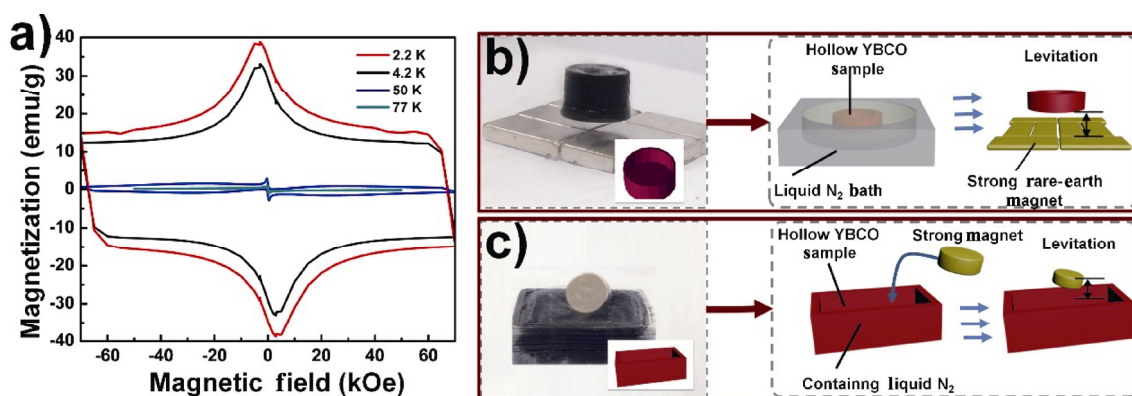 a)
40
30
20
10
0
-10
-20
-30
-40
-60
-40
-20
0
20
40
60
Magnetization (emu/g)
Magnetic field (kOe)
2.2 K
4.2 K
50 K
77 K
b)
Hollow YBCO
sample
Levitation
Liquid N₂ bath
Strong rare-earth
magnet
c)
Hollow YBCO
sample
Strong magnet
Levitation
Containng liquid N₂